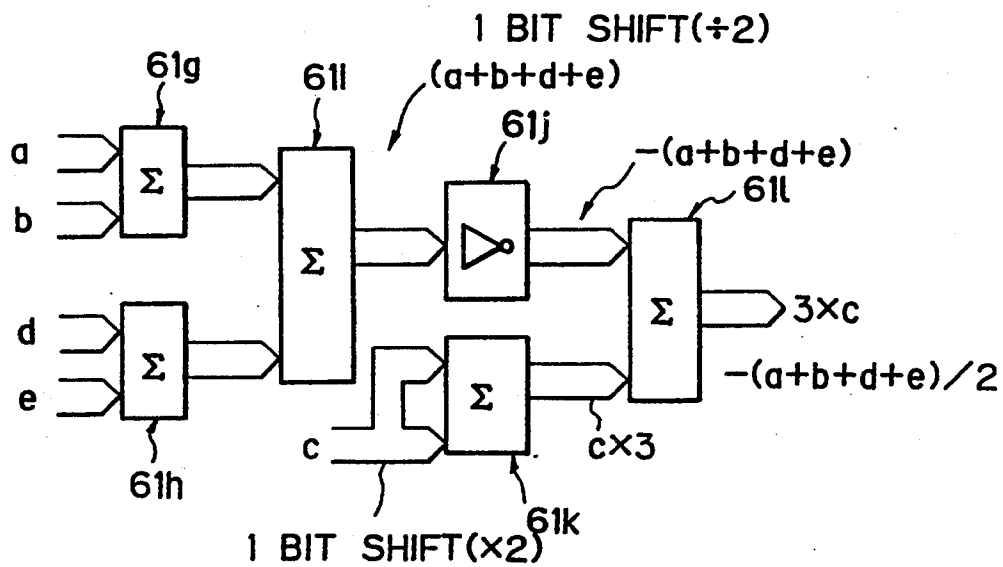 1 BIT SHIFT(÷2)
61g
61i
(a+b+d+e)
61j
a
Σ
b
-(a+b+d+e)
61l
Σ
Σ
3×c
d
Σ
e
Σ
-(a+b+d+e)/2
c
c×3
61h
61k
1 BIT SHIFT(×2)